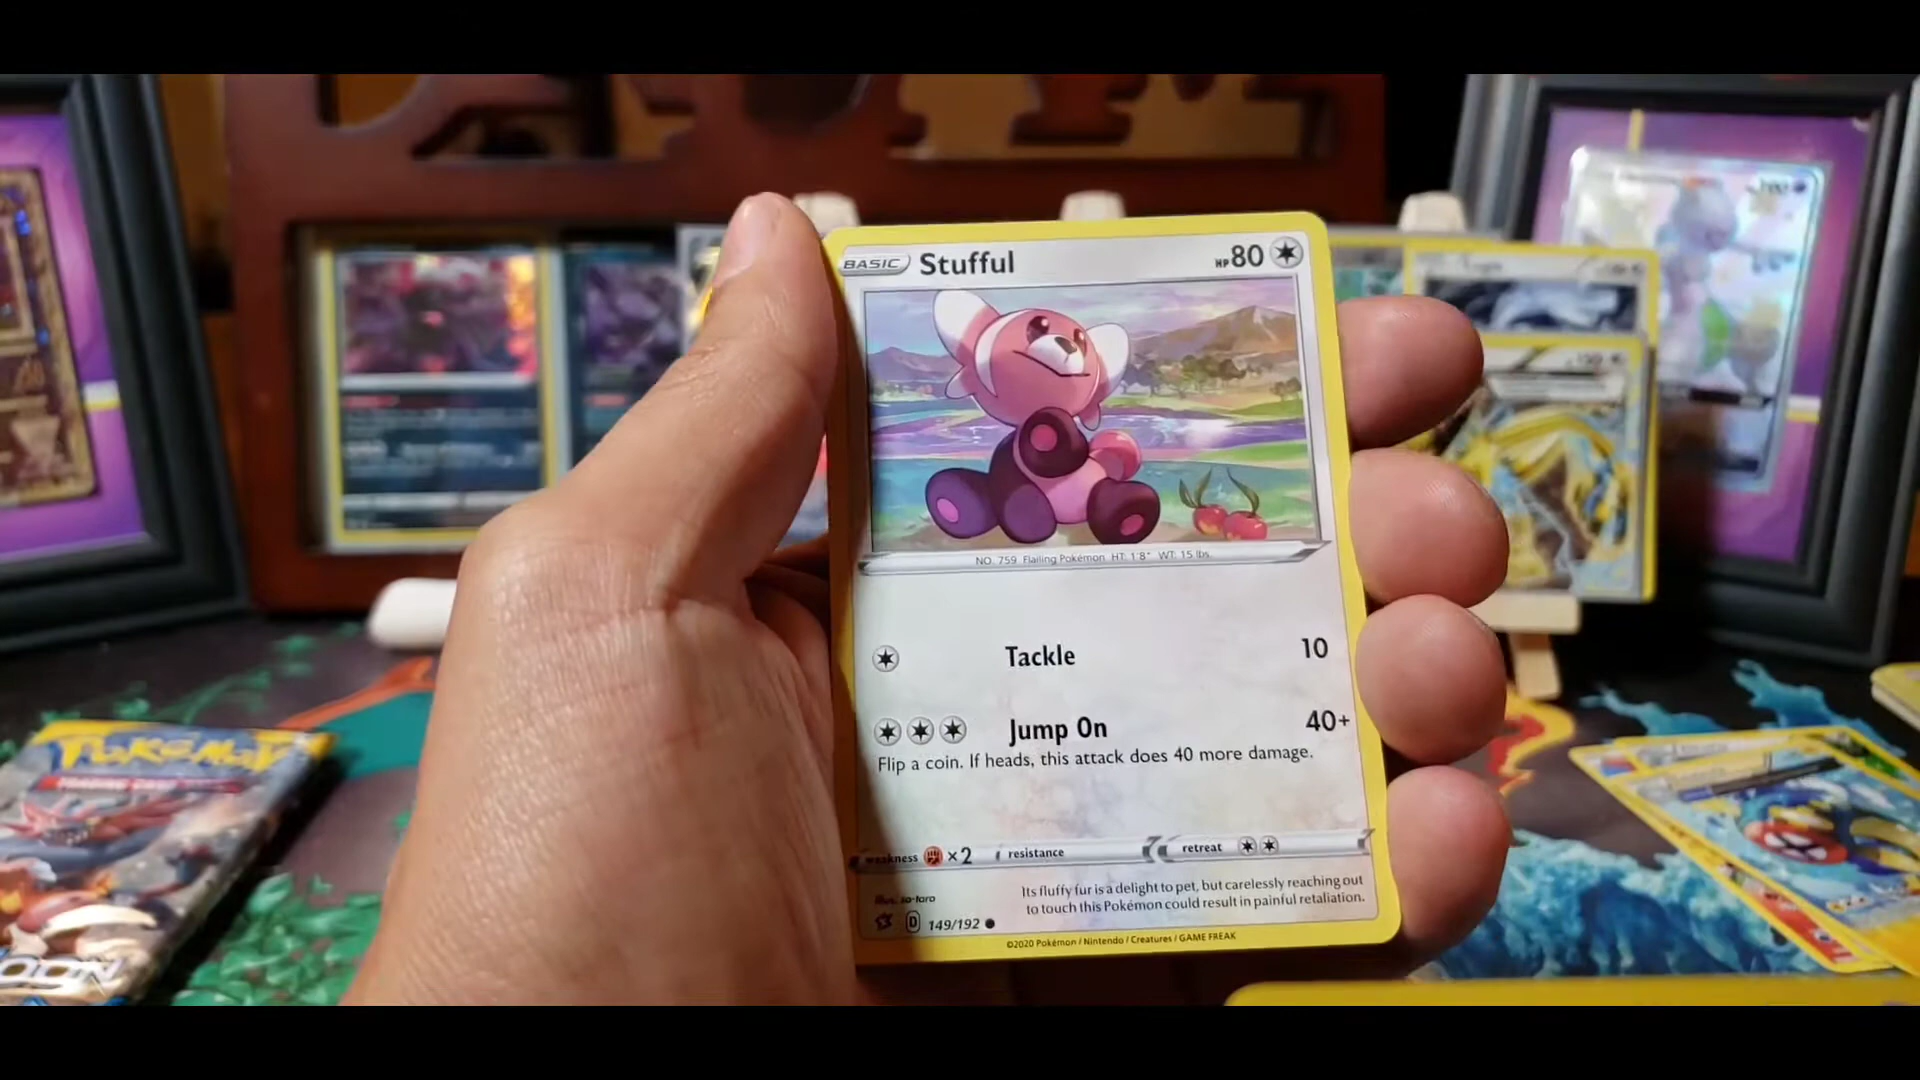 BASIC Stufful HP 80
NO. 759 Flailing Pokémon HT: 1'8" WT: 15 lbs.
Tackle 10
Jump On 40+
Flip a coin. If heads, this attack does 40 more damage.
weakness ×2 resistance retreat
Its fluffy fur is a delight to pet, but carelessly reaching out
to touch this Pokémon could result in painful retaliation.
Illus. sa-taro
D 149/192
©2020 Pokémon / Nintendo / Creatures / GAME FREAK
POKÉMON